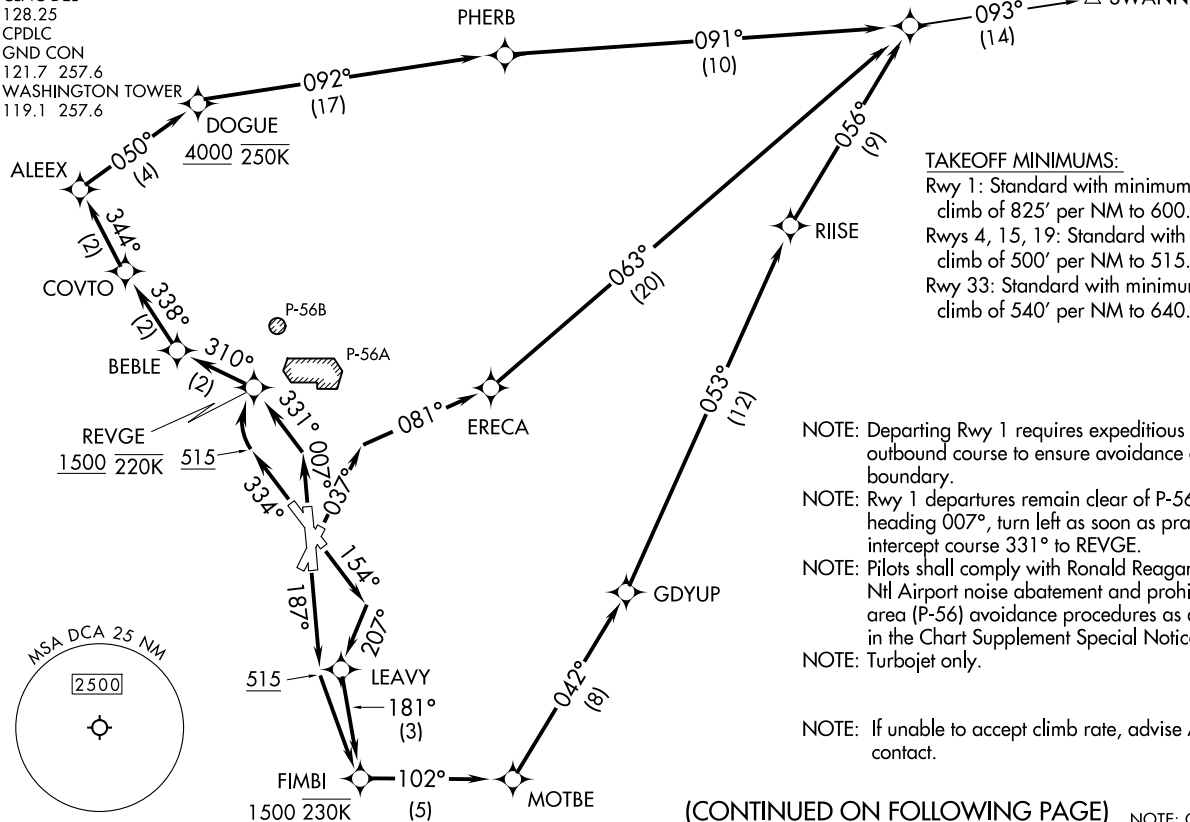 128.25
CPDLC
GND CON
121.7 257.6
WASHINGTON TOWER
119.1 257.6
PHERB
093°
(14)
091°
(10)
092°
(17)
DOGUE
4000 250K
050°
(4)
ALEEX
056°
(9)
TAKEOFF MINIMUMS:
Rwy 1: Standard with minimum
climb of 825' per NM to 600.
Rwys 4, 15, 19: Standard with
climb of 500' per NM to 515.
Rwy 33: Standard with
climb of 540' per NM to 640.
344°
(2)
RIISE
COVTO
063°
(20)
338°
(2)
P-56B
BEBLE
310°
(2)
P-56A
053°
(12)
331°
081°
ERECA
REVGE
1500 220K
515
007°
037°
334°
NOTE: Departing Rwy 1 requires expeditious
outbound course to ensure avoidance
boundary.
NOTE: Rwy 1 departures remain clear of
heading 007°, turn left as soon as
intercept course 331° to REVGE.
NOTE: Pilots shall comply with Ronald
Ntl Airport noise abatement and
area (P-56) avoidance procedures as
in the Chart Supplement Special
NOTE: Turbojet only.
NOTE: If unable to accept climb rate, advise
contact.
154°
187°
207°
GDYUP
MSA DCA 25 NM
2500
515
LEAVY
181°
(3)
042°
(8)
FIMBI
1500 230K
102°
(5)
MOTBE
(CONTINUED ON FOLLOWING PAGE)
NOTE: